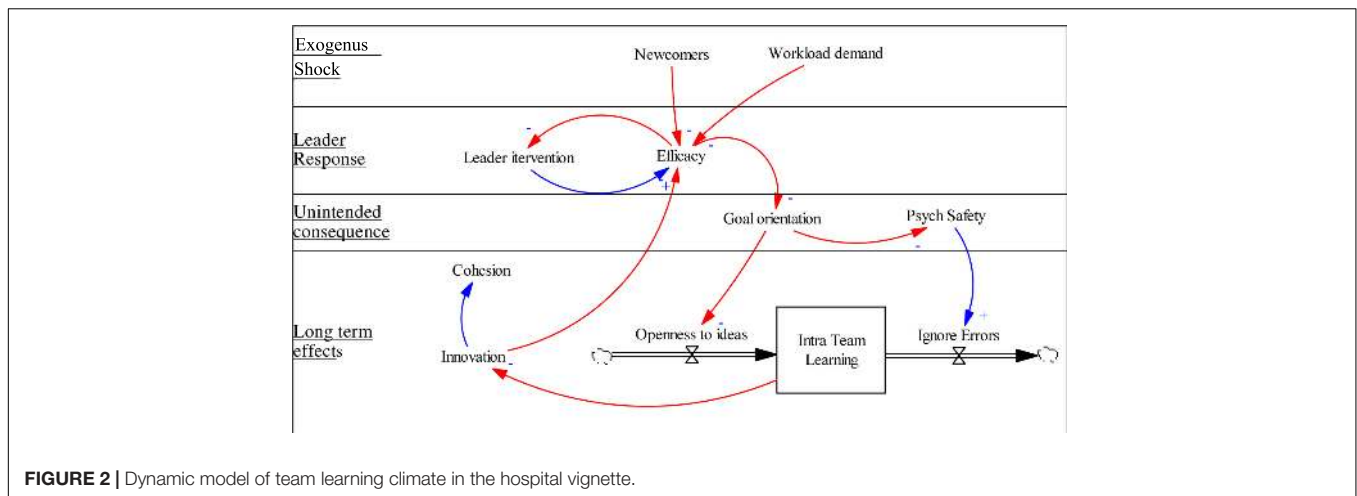 Exogenus
Shock
Newcomers
Workload demand
-
-
-
Leader
Response
Leader itervention
Efficacy
+
-
-
Unintended
consequence
Goal orientation
Psych Safety
-
Cohesion
+
-
Long term
effects
Openness to ideas
Intra Team
Learning
Ignore Errors
Innovation
-
FIGURE 2 | Dynamic model of team learning climate in the hospital vignette.